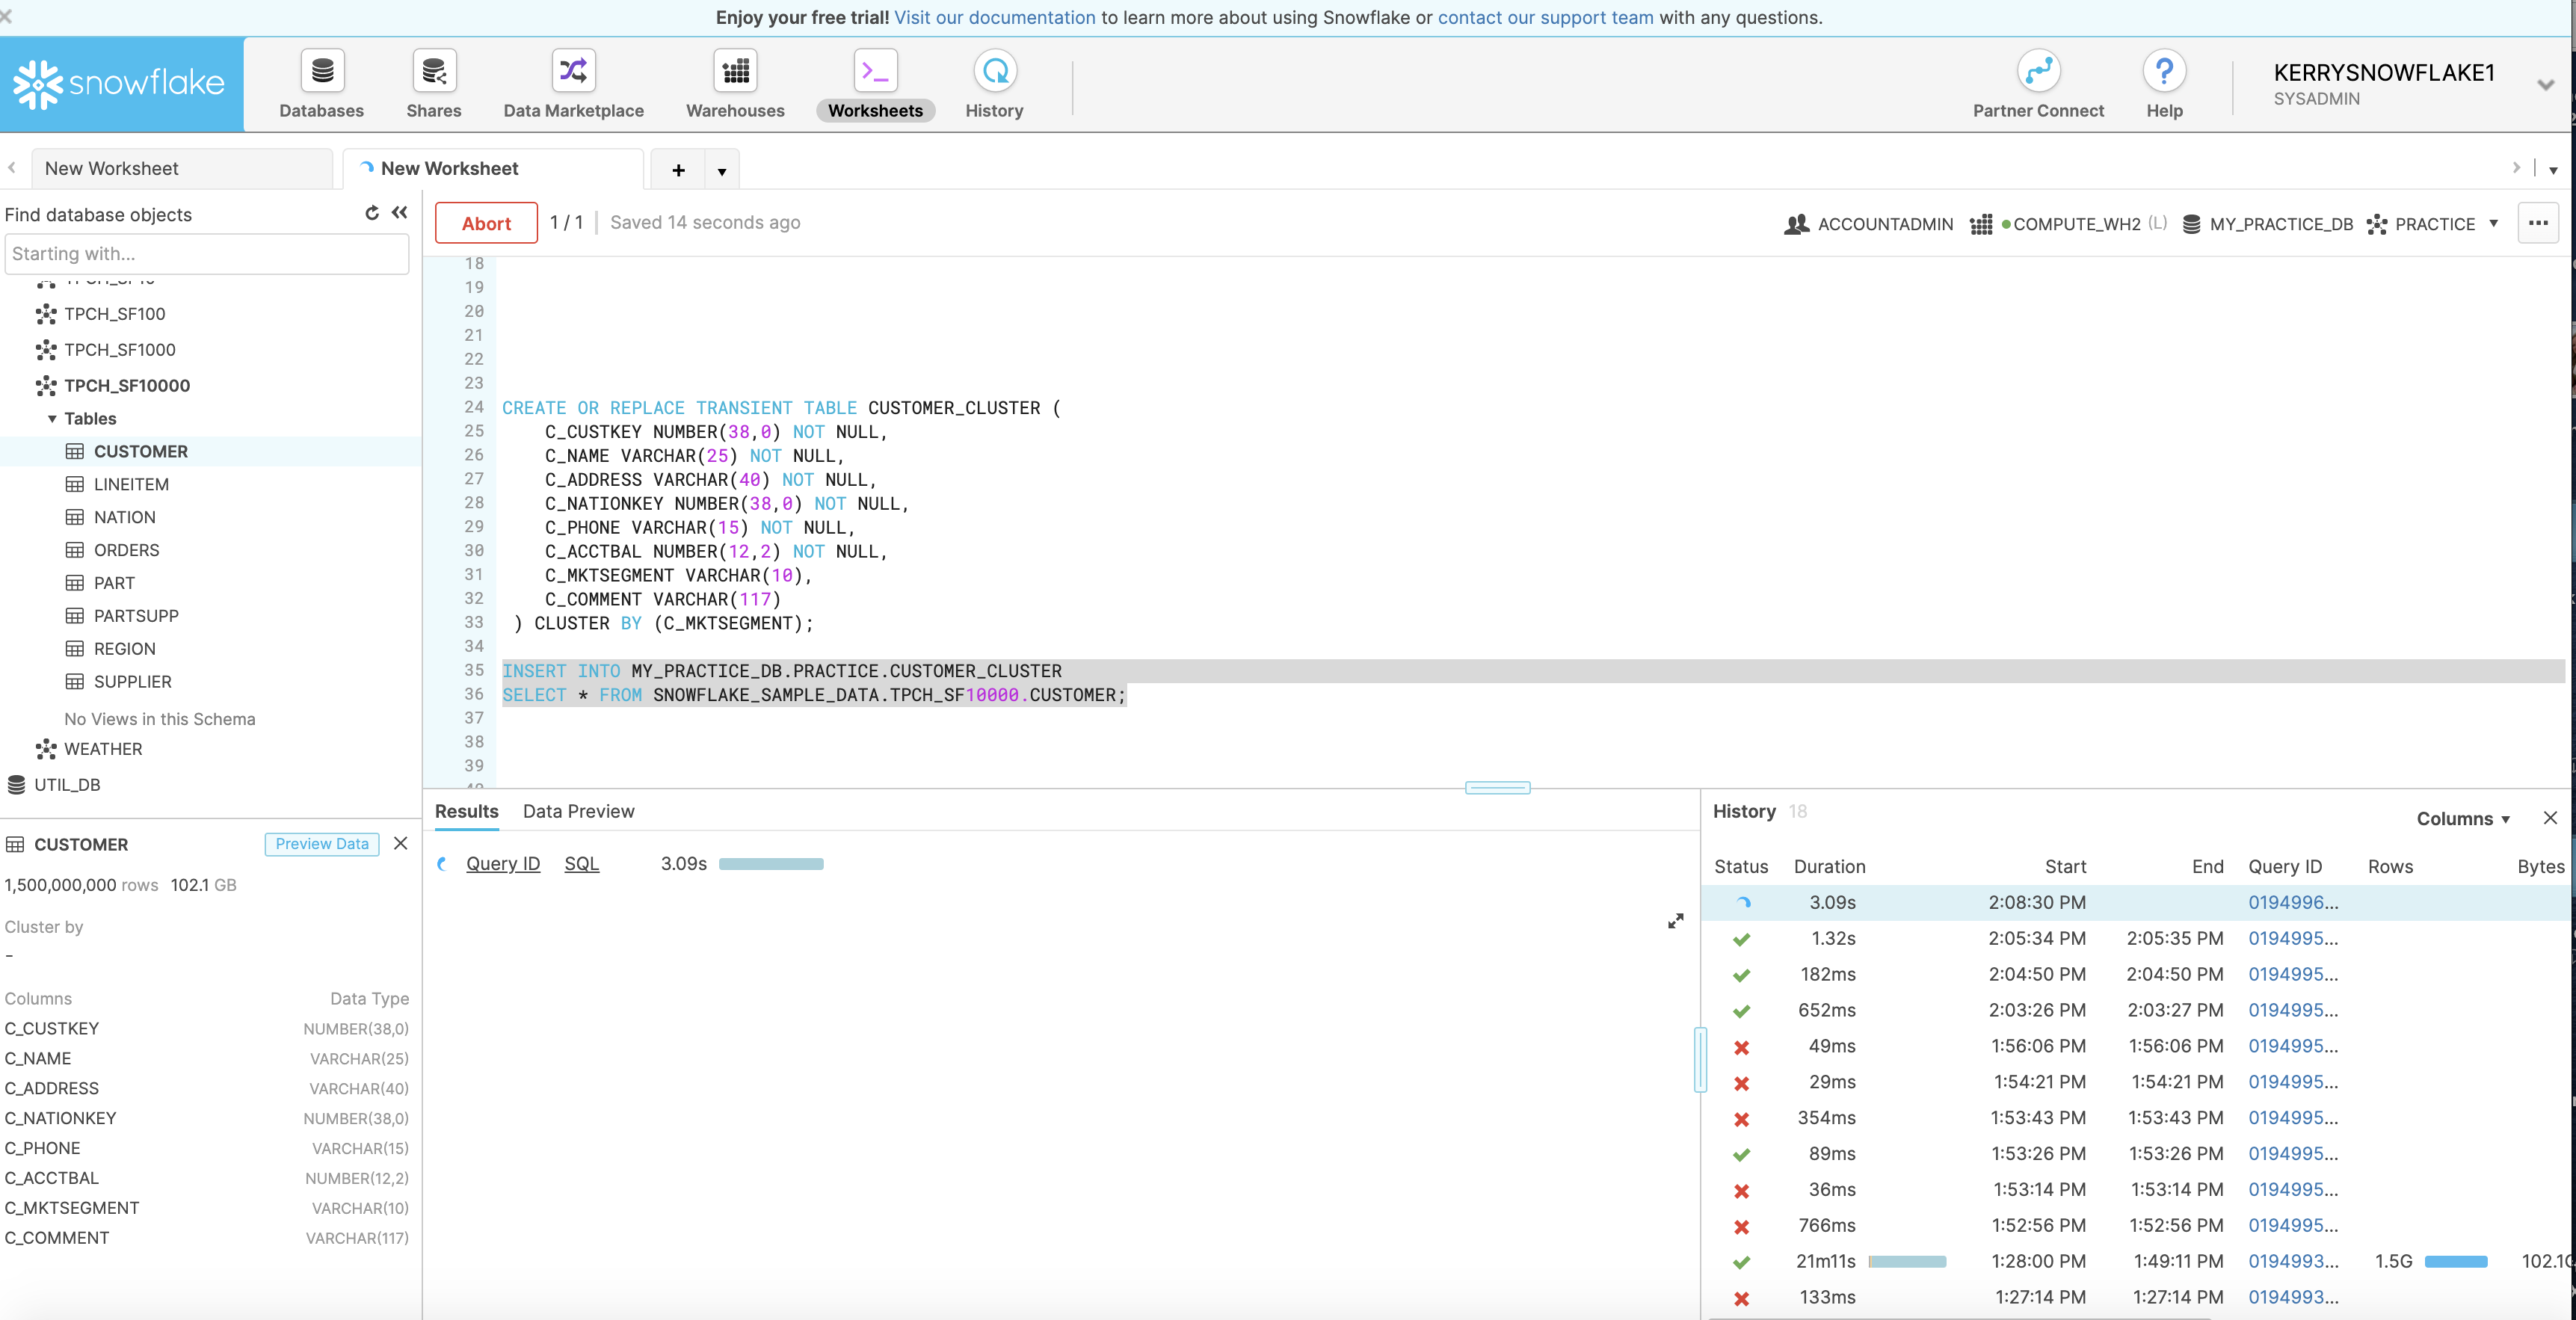 Enjoy your free trial! Visit our documentation to learn more about using Snowflake or contact our support team with any questions.
snowflake
Databases
Shares
Data Marketplace
Warehouses
Worksheets
History
Partner Connect
Help
KERRYSNOWFLAKE1
SYSADMIN
New Worksheet
New Worksheet
Find database objects
Starting with...
TPCH_SF100
TPCH_SF1000
TPCH_SF10000
Tables
CUSTOMER
LINEITEM
NATION
ORDERS
PART
PARTSUPP
REGION
SUPPLIER
No Views in this Schema
WEATHER
UTIL_DB
CUSTOMER Preview Data
1,500,000,000 rows 102.1 GB
Cluster by
-
Columns Data Type
C_CUSTKEY NUMBER(38,0)
C_NAME VARCHAR(25)
C_ADDRESS VARCHAR(40)
C_NATIONKEY NUMBER(38,0)
C_PHONE VARCHAR(15)
C_ACCTBAL NUMBER(12,2)
C_MKTSEGMENT VARCHAR(10)
C_COMMENT VARCHAR(117)
Abort 1 / 1 Saved 14 seconds ago ACCOUNTADMIN COMPUTE_WH2 (L) MY_PRACTICE_DB PRACTICE
18
19
20
21
22
23
24 CREATE OR REPLACE TRANSIENT TABLE CUSTOMER_CLUSTER (
25 C_CUSTKEY NUMBER(38,0) NOT NULL,
26 C_NAME VARCHAR(25) NOT NULL,
27 C_ADDRESS VARCHAR(40) NOT NULL,
28 C_NATIONKEY NUMBER(38,0) NOT NULL,
29 C_PHONE VARCHAR(15) NOT NULL,
30 C_ACCTBAL NUMBER(12,2) NOT NULL,
31 C_MKTSEGMENT VARCHAR(10),
32 C_COMMENT VARCHAR(117)
33 ) CLUSTER BY (C_MKTSEGMENT);
34
35 INSERT INTO MY_PRACTICE_DB.PRACTICE.CUSTOMER_CLUSTER
36 SELECT * FROM SNOWFLAKE_SAMPLE_DATA.TPCH_SF10000.CUSTOMER;
37
38
39
Results Data Preview
Query ID SQL 3.09s
History 18
Columns
Status Duration Start End Query ID Rows Bytes
3.09s 2:08:30 PM 0194996...
1.32s 2:05:34 PM 2:05:35 PM 0194995...
182ms 2:04:50 PM 2:04:50 PM 0194995...
652ms 2:03:26 PM 2:03:27 PM 0194995...
49ms 1:56:06 PM 1:56:06 PM 0194995...
29ms 1:54:21 PM 1:54:21 PM 0194995...
354ms 1:53:43 PM 1:53:43 PM 0194995...
89ms 1:53:26 PM 1:53:26 PM 0194995...
36ms 1:53:14 PM 1:53:14 PM 0194995...
766ms 1:52:56 PM 1:52:56 PM 0194995...
21m11s 1:28:00 PM 1:49:11 PM 0194993... 1.5G 102.1
133ms 1:27:14 PM 1:27:14 PM 0194993...